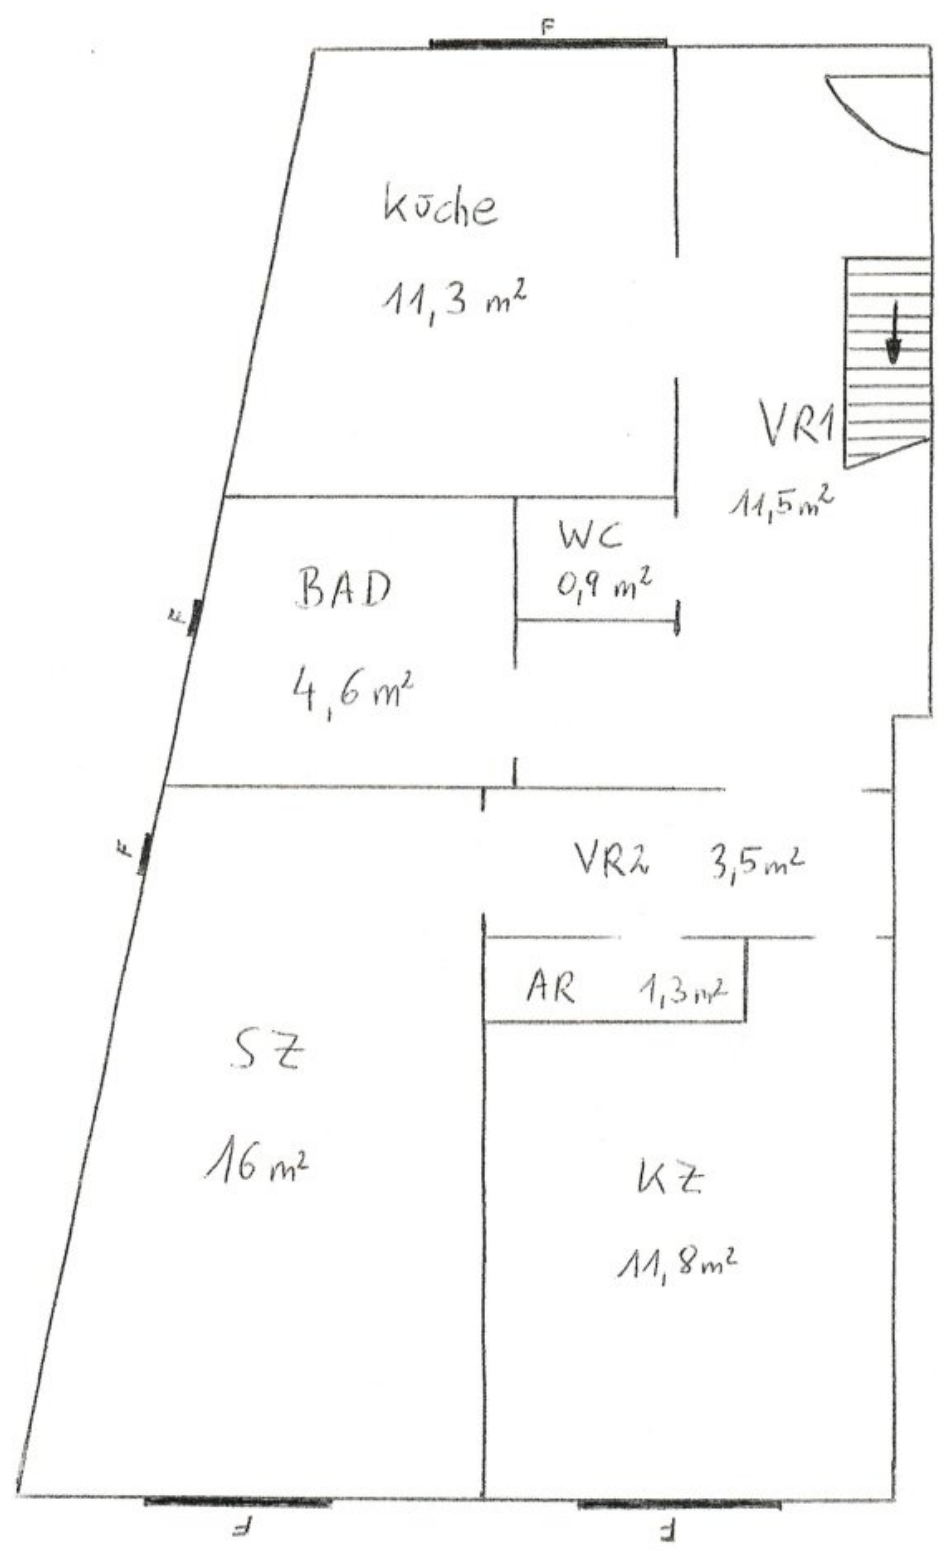 F
Küche
11,3 m²
VR1
11,5 m²
WC
0,9 m²
BAD
4,6 m²
F
F
VR2 3,5 m²
AR 1,3 m²
SZ
16 m²
KZ
11,8 m²
F
F